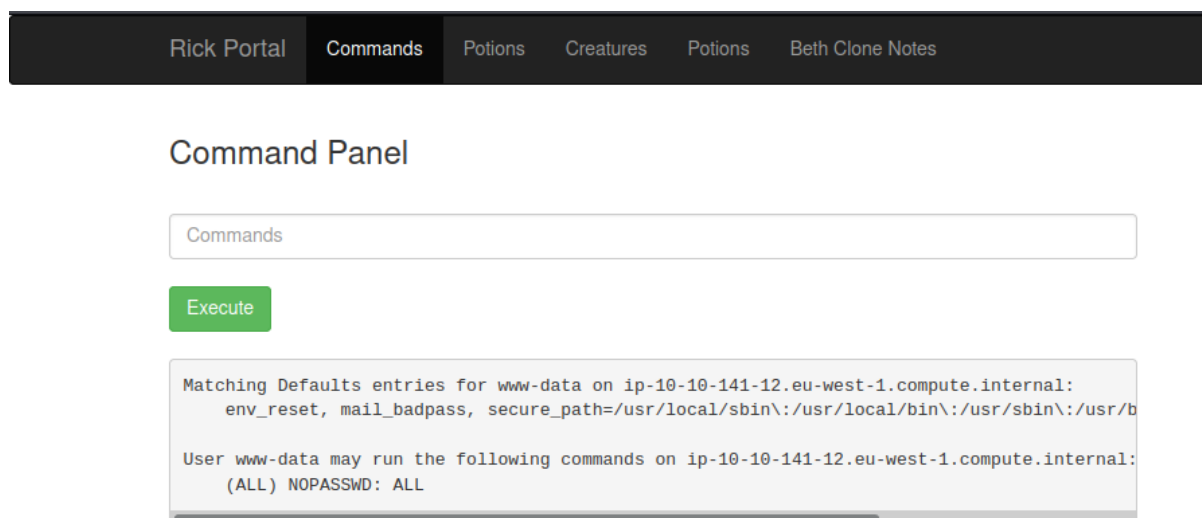 Rick Portal Commands Potions Creatures Potions Beth Clone Notes
Command Panel
Commands
Execute
Matching Defaults entries for www-data on ip-10-10-141-12.eu-west-1.compute.internal:
    env_reset, mail_badpass, secure_path=/usr/local/sbin\:/usr/local/bin\:/usr/sbin\:/usr/b
User www-data may run the following commands on ip-10-10-141-12.eu-west-1.compute.internal:
    (ALL) NOPASSWD: ALL